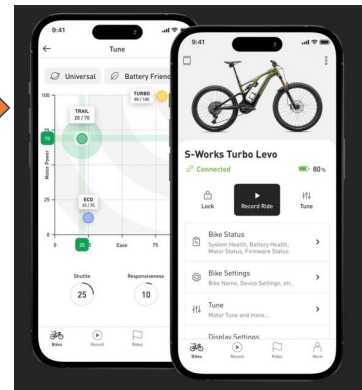 9:41
Tune
Universal
Battery Friend
100
TURBO
90 / 100
TRAIL
20 / 70
75
70
Motor Power
25
ECO
25 / 25
0
0
20
Ease
75
Shuttle
Responsiveness
25
10
Bikes
Record
Rides
9:41
S-Works Turbo Levo
Connected
80%
Lock
Record Ride
Tune
Bike Status
System Health, Battery Health,
Motor Status, Firmware Status
Bike Settings
Bike Name, Device Settings, etc.
Tune
Motor Tune and more...
Display Settings
Bikes
Record
Rides
More